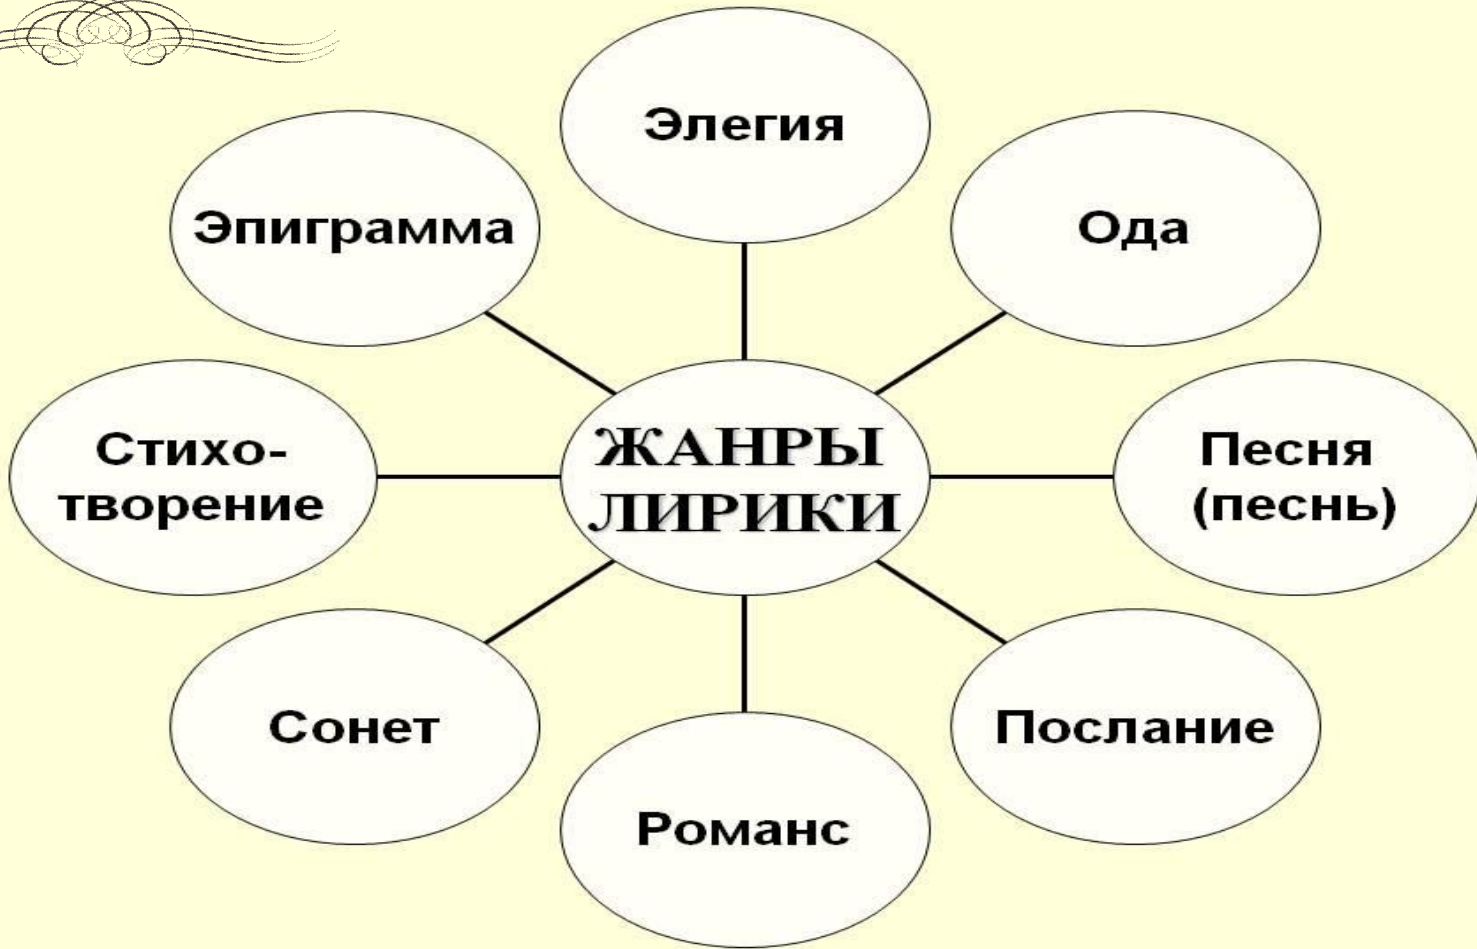 Элегия
Эпиграмма
Ода
Стихо-
творение
ЖАНРЫ
ЛИРИКИ
Песня
(песнь)
Сонет
Послание
Романс